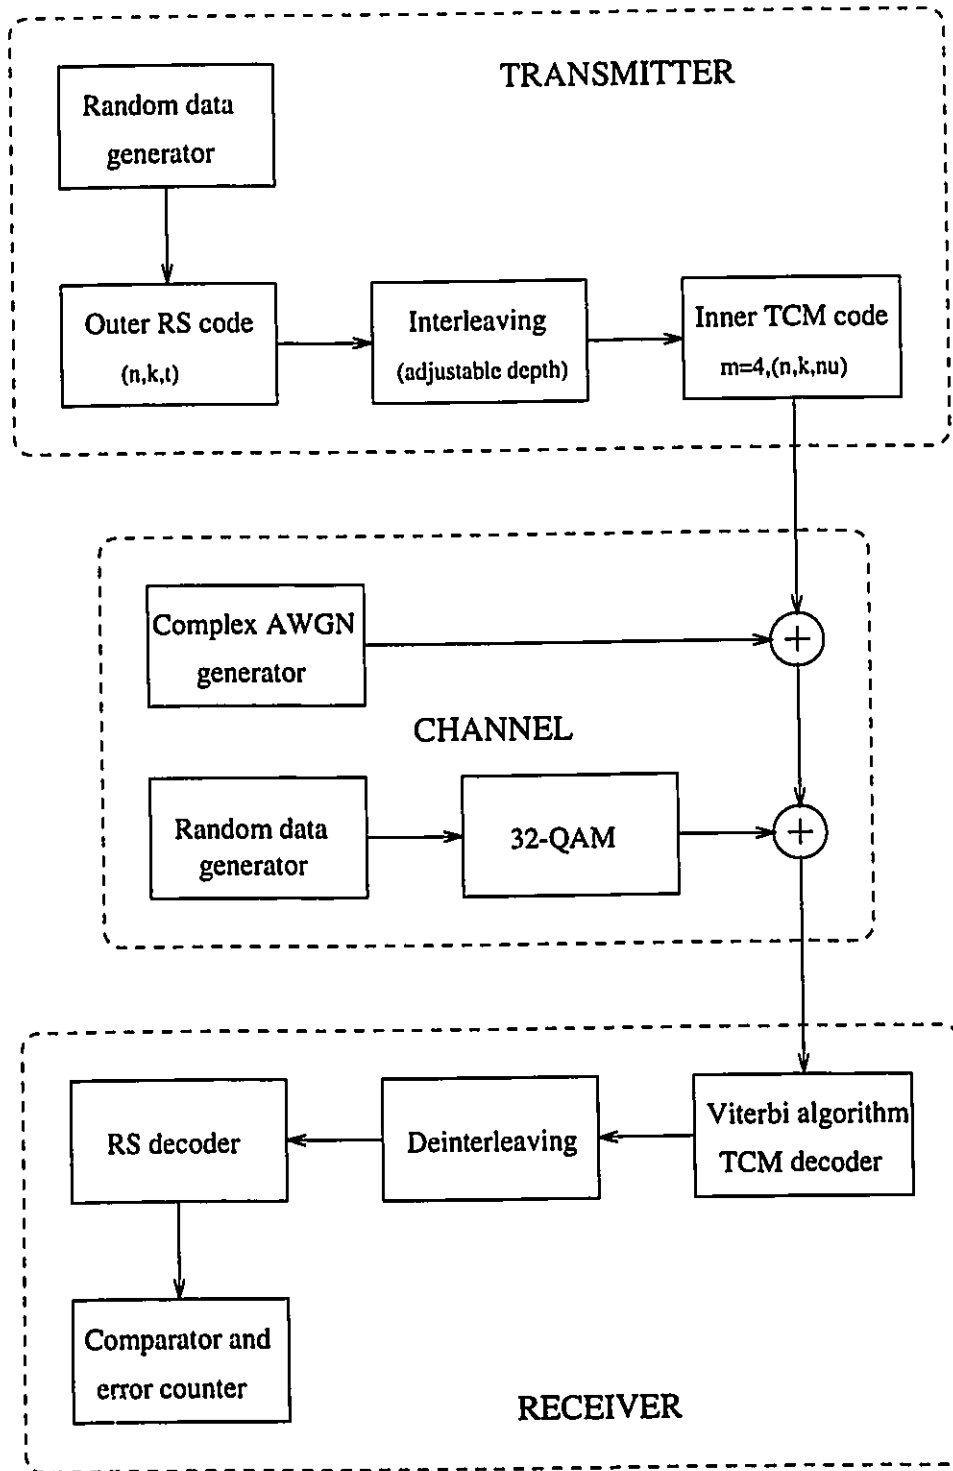 TRANSMITTER
Random data
generator
Outer RS code
(n,k,t)
Interleaving
(adjustable depth)
Inner TCM code
m=4,(n,k,nu)
Complex AWGN
generator
+
CHANNEL
Random data
generator
32-QAM
+
RS decoder
Deinterleaving
Viterbi algorithm
TCM decoder
Comparator and
error counter
RECEIVER